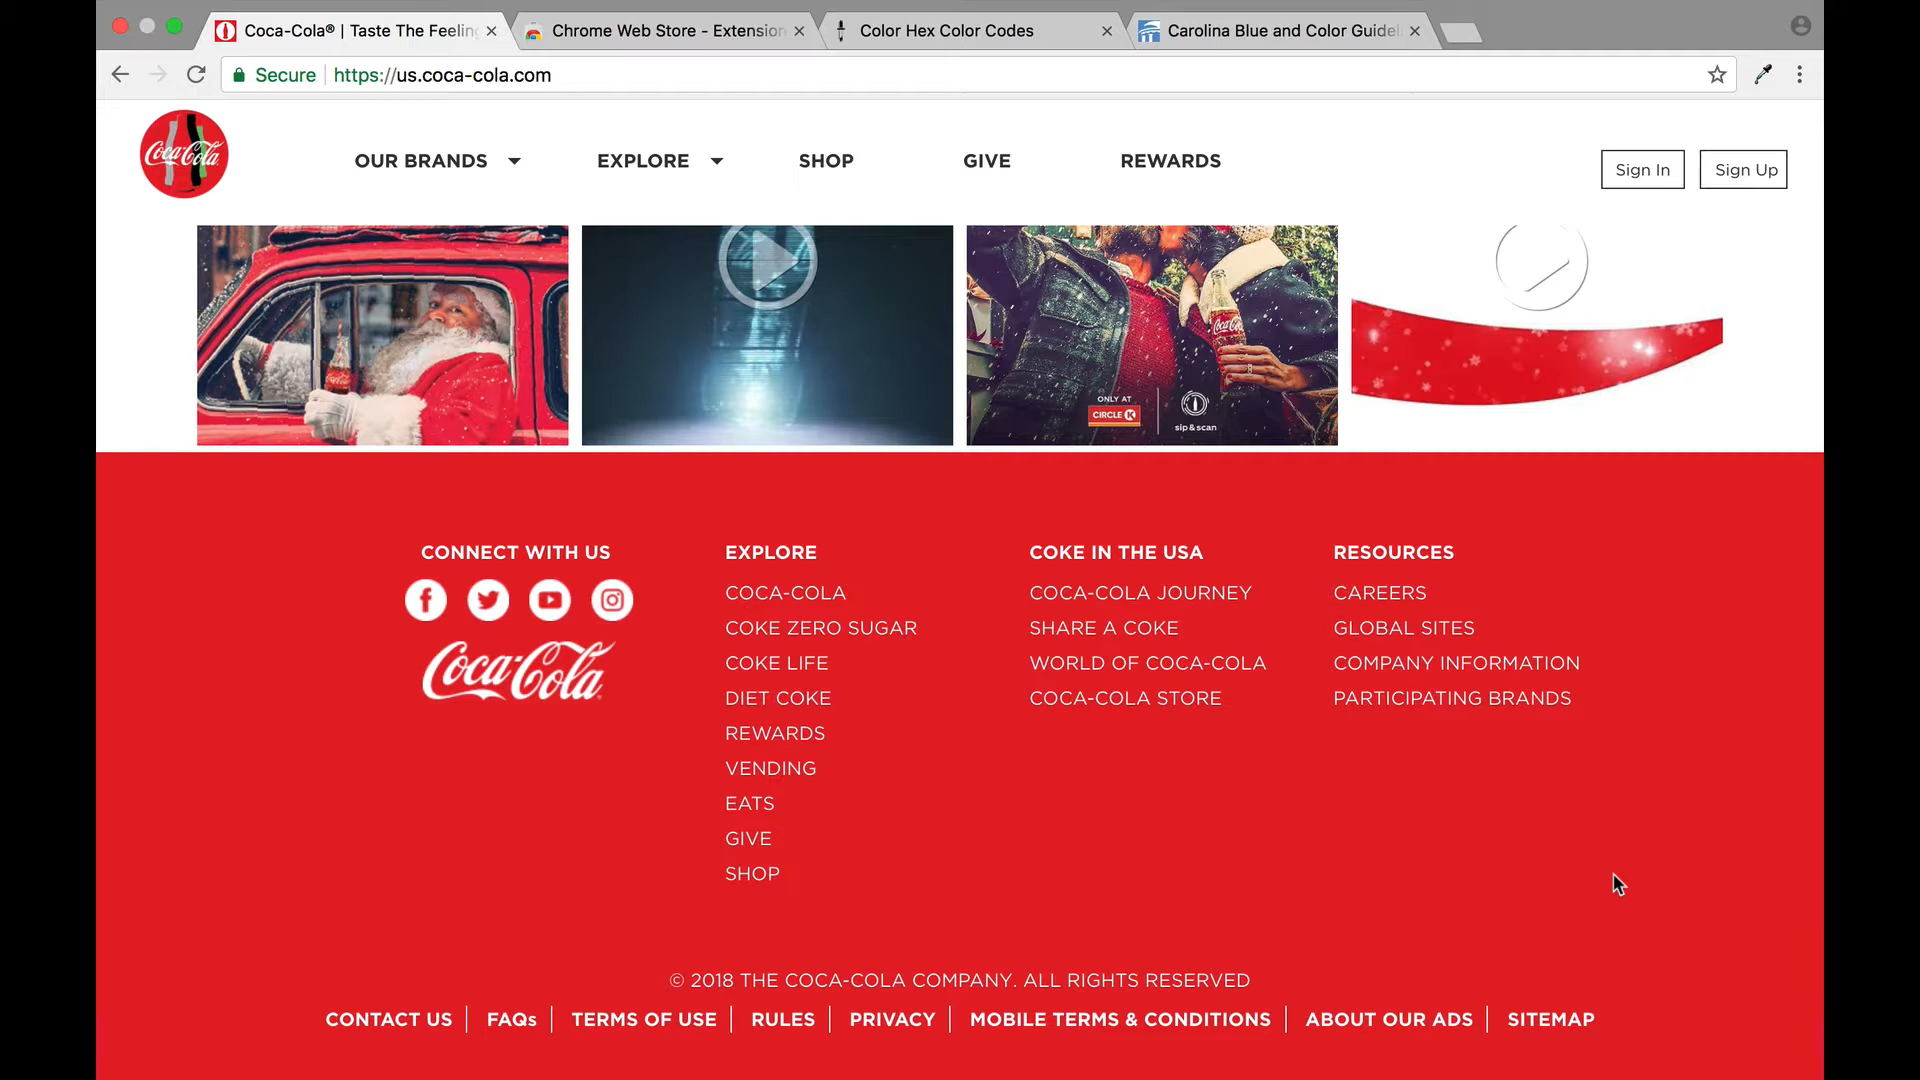 Coca-Cola® | Taste The Feeling
Chrome Web Store - Extension
Color Hex Color Codes
Carolina Blue and Color Guidel
Secure
https://us.coca-cola.com
Coca-Cola
OUR BRANDS
EXPLORE
SHOP
GIVE
REWARDS
Sign In
Sign Up
ONLY AT
CIRCLE K
sip & scan
CONNECT WITH US
Coca-Cola
EXPLORE
COCA-COLA
COKE ZERO SUGAR
COKE LIFE
DIET COKE
REWARDS
VENDING
EATS
GIVE
SHOP
COKE IN THE USA
COCA-COLA JOURNEY
SHARE A COKE
WORLD OF COCA-COLA
COCA-COLA STORE
RESOURCES
CAREERS
GLOBAL SITES
COMPANY INFORMATION
PARTICIPATING BRANDS
© 2018 THE COCA-COLA COMPANY. ALL RIGHTS RESERVED
CONTACT US | FAQs | TERMS OF USE | RULES | PRIVACY | MOBILE TERMS & CONDITIONS | ABOUT OUR ADS | SITEMAP